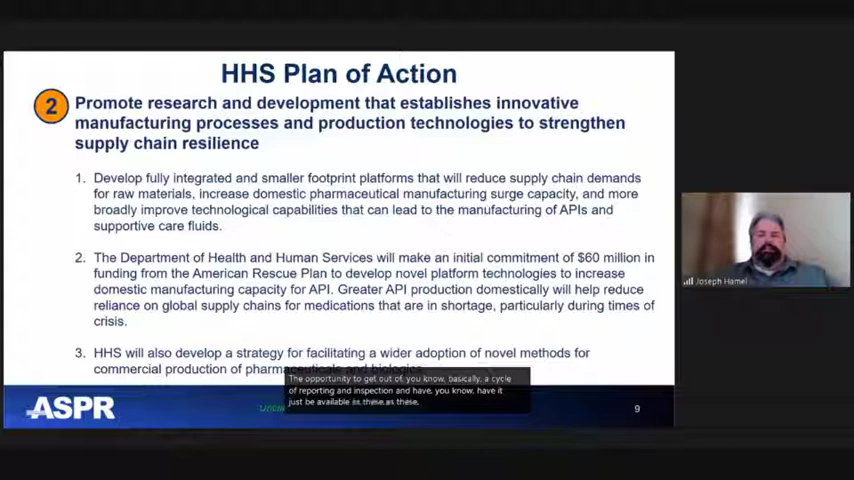 HHS Plan of Action
2
Promote research and development that establishes innovative
manufacturing processes and production technologies to strengthen
supply chain resilience
1. Develop fully integrated and smaller footprint platforms that will reduce supply chain demands
for raw materials, increase domestic pharmaceutical manufacturing surge capacity, and more
broadly improve technological capabilities that can lead to the manufacturing of APIs and
supportive care fluids.
2. The Department of Health and Human Services will make an initial commitment of $60 million in
funding from the American Rescue Plan to develop novel platform technologies to increase
domestic manufacturing capacity for API. Greater API production domestically will help reduce
reliance on global supply chains for medications that are in shortage, particularly during times of
crisis.
3. HHS will also develop a strategy for facilitating a wider adoption of novel methods for
commercial production of pharmaceuticals and biologics.
The opportunity to get out of, you know, basically, a cycle
of reporting and inspection and have, you know, have it
just be available as these as these,
ASPR
9
Joseph Hamel